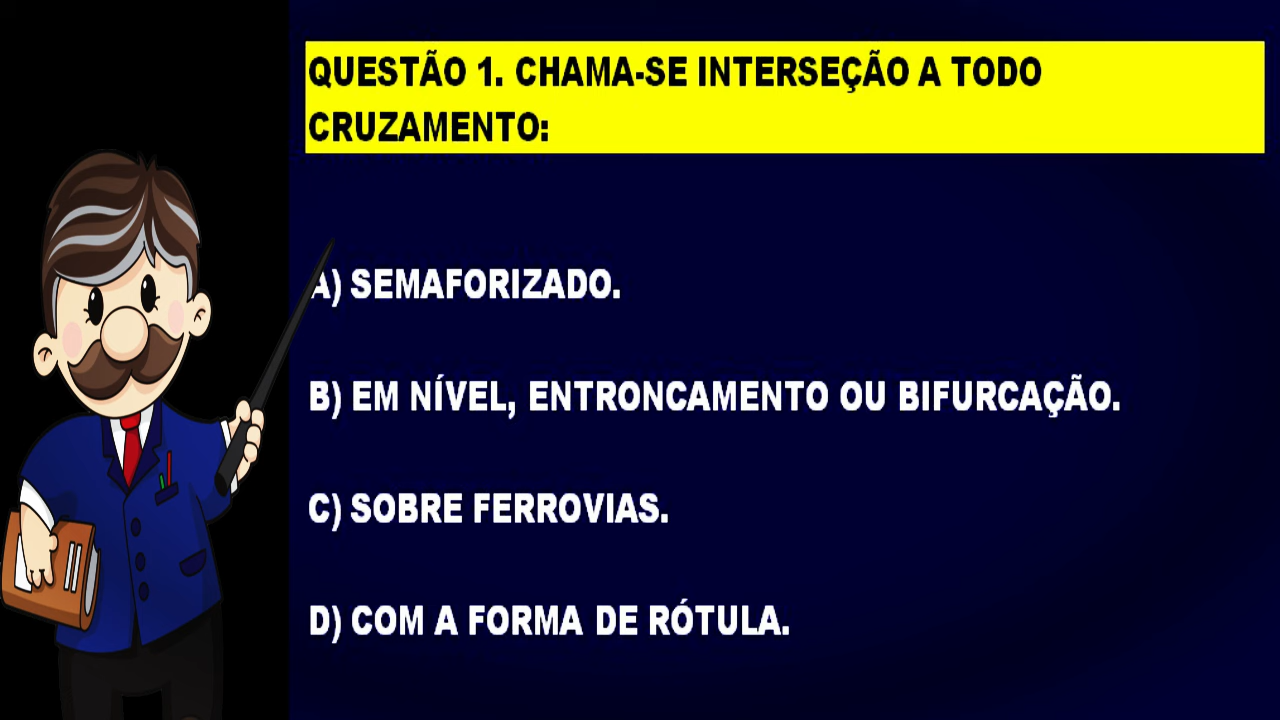 QUESTÃO 1. CHAMA-SE INTERSEÇÃO A TODO
CRUZAMENTO:
A) SEMAFORIZADO.
B) EM NÍVEL, ENTRONCAMENTO OU BIFURCAÇÃO.
C) SOBRE FERROVIAS.
D) COM A FORMA DE RÓTULA.